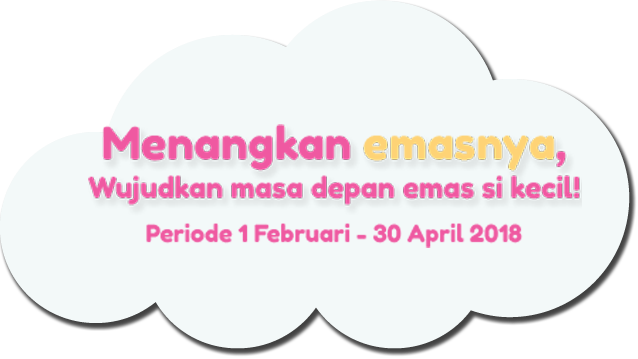 Menangkan emasnya,
Wujudkan masa depan emas si kecil!
Periode 1 Februari - 30 April 2018